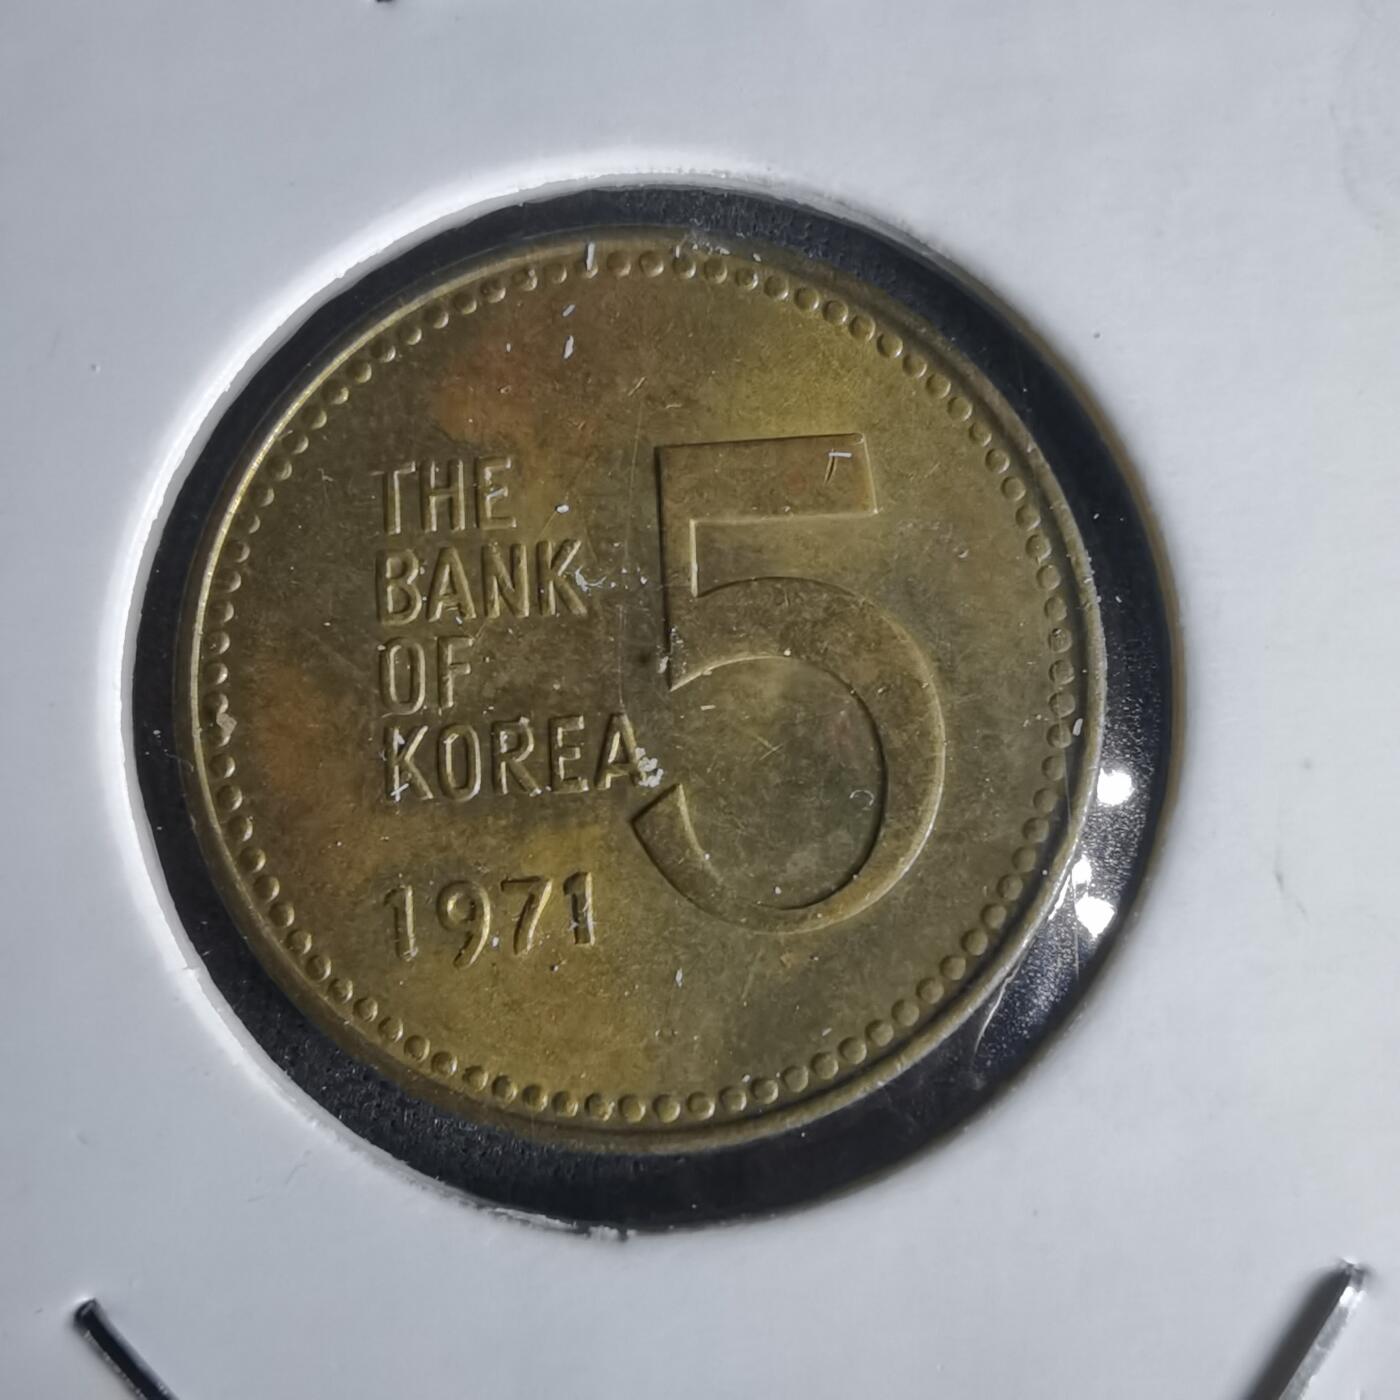 THE
BANK
OF
KOREA
1971
5